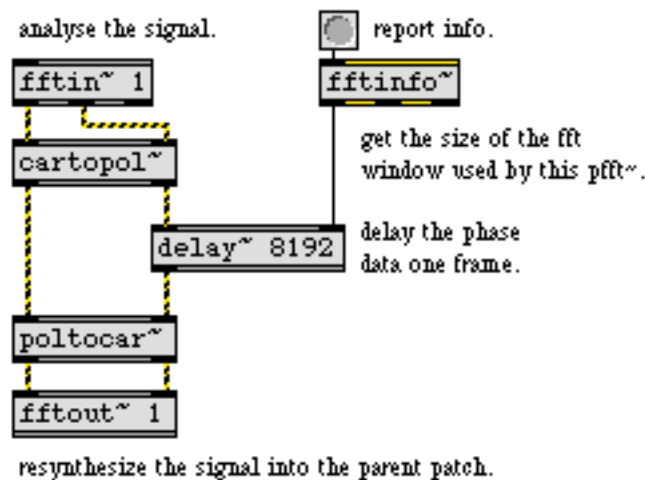 analyse the signal.
report info.
fftin~ 1
fftinfo~
get the size of the fft
window used by this pfft~.
cartopol~
delay~ 8192
delay the phase
data one frame.
poltocar~
fftout~ 1
resynthesize the signal into the parent patch.